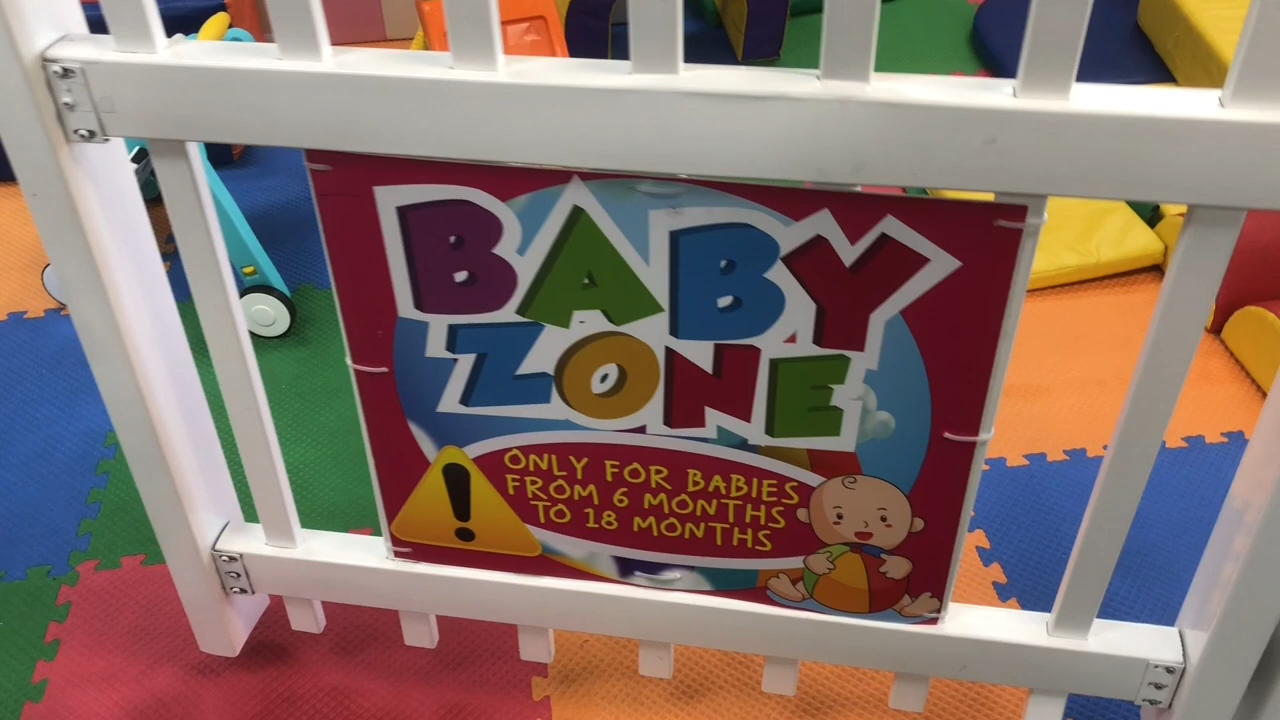 BABY
ZONE
ONLY FOR BABIES
FROM 6 MONTHS
TO 18 MONTHS